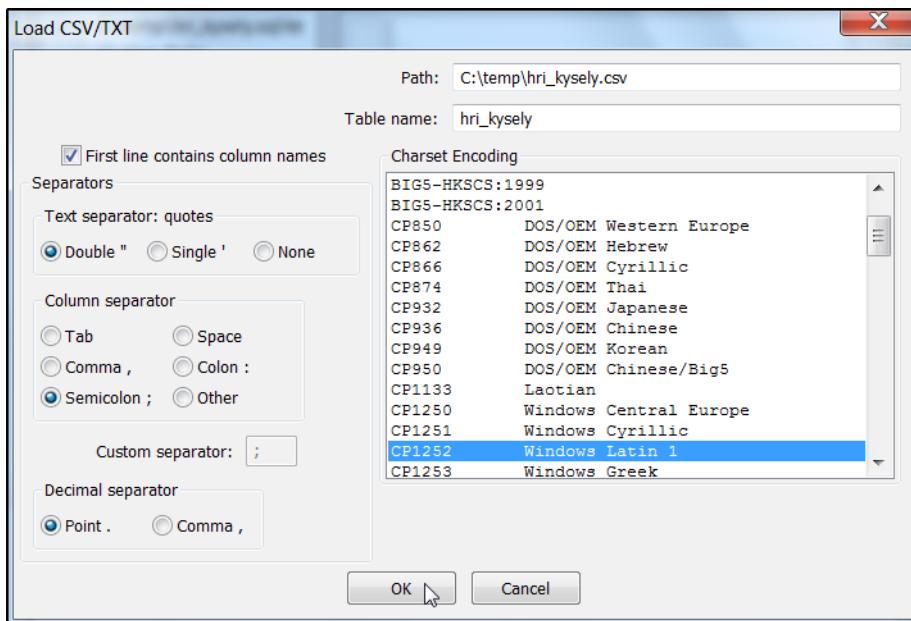 Load CSV/TXT
X
Path: C:\temp\hri_kysely.csv
Table name: hri_kysely
First line contains column names
Separators
Text separator: quotes
Double " Single ' None
Column separator
Tab Space
Comma , Colon :
Semicolon ; Other
Custom separator: ;
Decimal separator
Point . Comma ,
Charset Encoding
BIG5-HKSCS:1999
BIG5-HKSCS:2001
CP850 DOS/OEM Western Europe
CP862 DOS/OEM Hebrew
CP866 DOS/OEM Cyrillic
CP874 DOS/OEM Thai
CP932 DOS/OEM Japanese
CP936 DOS/OEM Chinese
CP949 DOS/OEM Korean
CP950 DOS/OEM Chinese/Big5
CP1133 Laotian
CP1250 Windows Central Europe
CP1251 Windows Cyrillic
CP1252 Windows Latin 1
CP1253 Windows Greek
OK Cancel